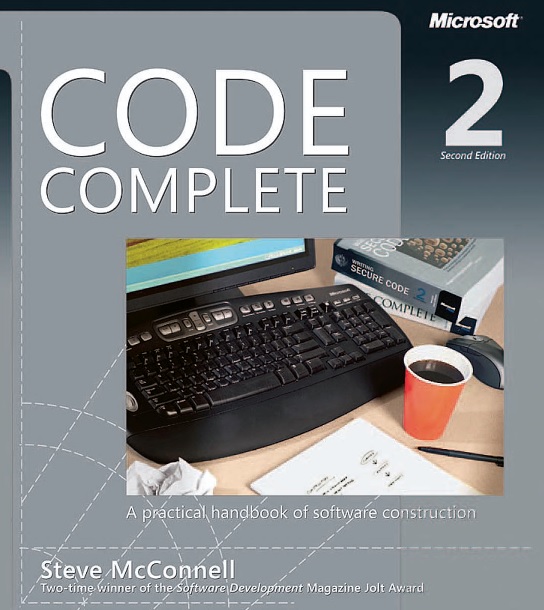 Microsoft
2
Second Edition
CODE
COMPLETE
WRITING
SECURE CODE 2
COMPLETE
A practical handbook of software construction
Steve McConnell
Two-time winner of the Software Development Magazine Jolt Award